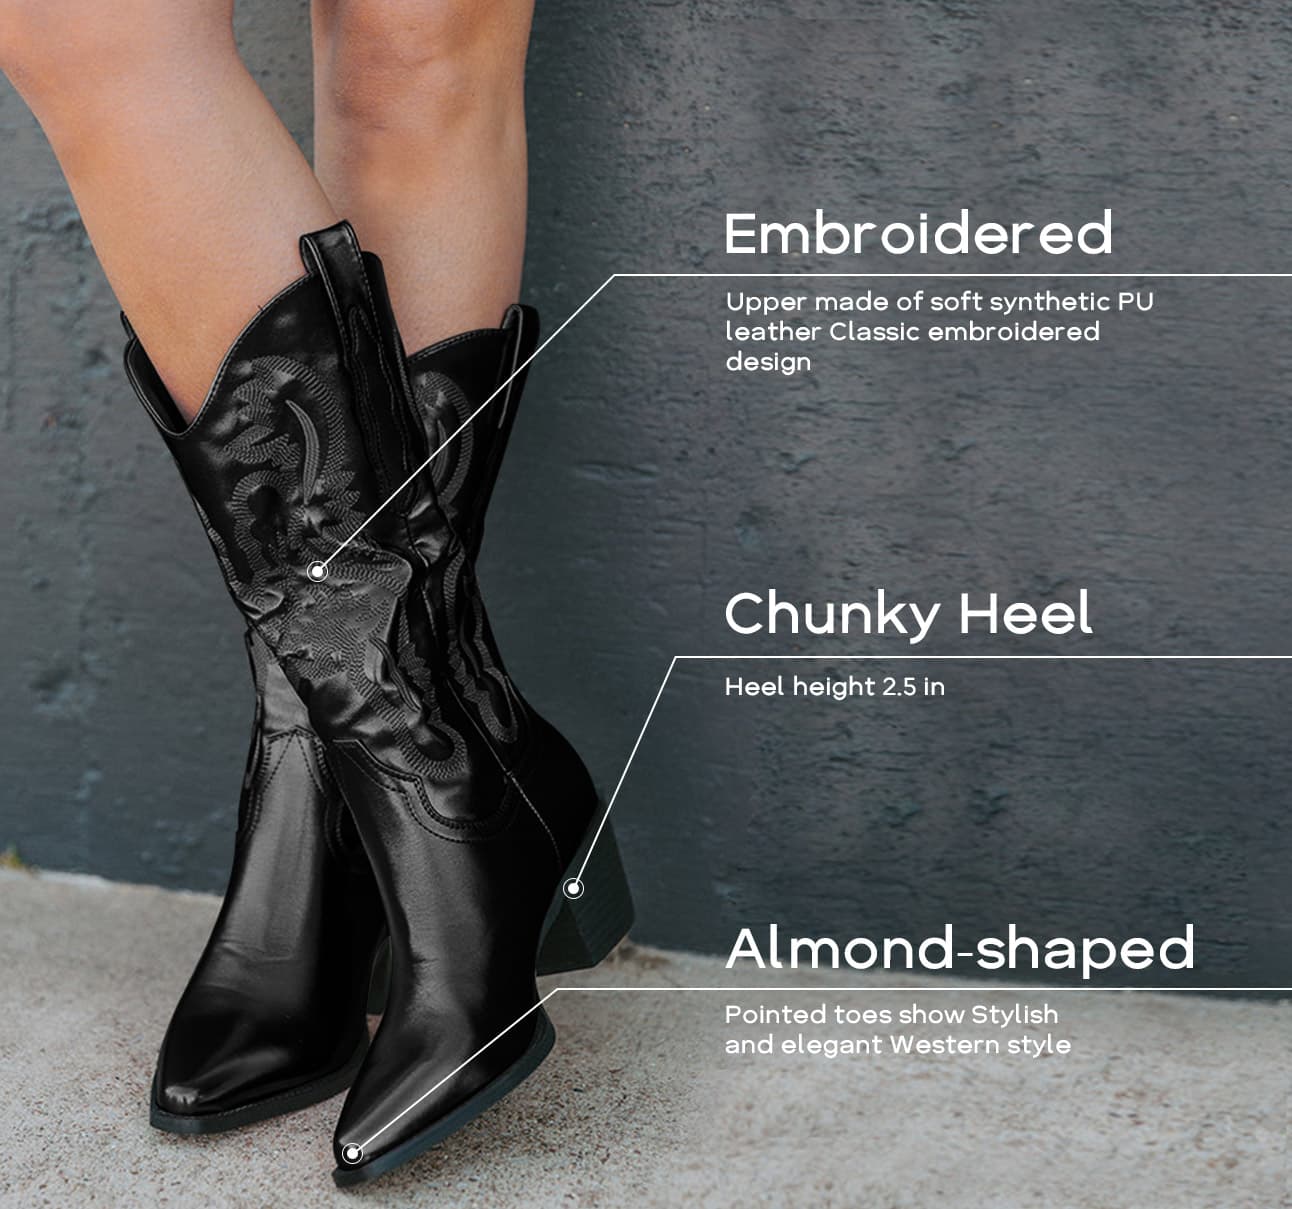 Embroidered
Upper made of soft synthetic PU
leather Classic embroidered
design
Chunky Heel
Heel height 2.5 in
Almond-shaped
Pointed toes show Stylish
and elegant Western style